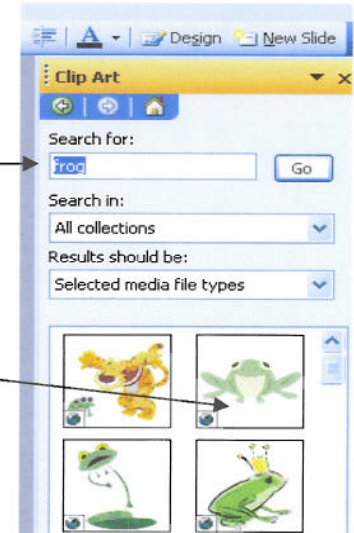 A Design New Slide
Clip Art
Search for:
frog
Go
Search in:
All collections
Results should be:
Selected media file types